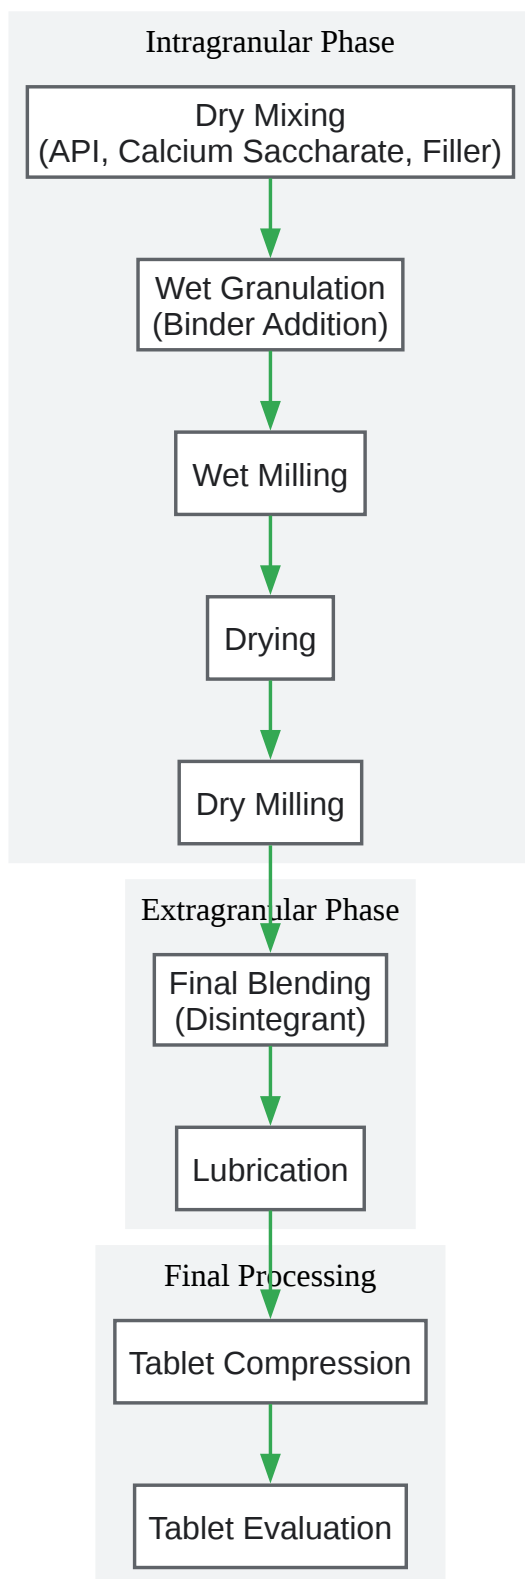 Intragranular Phase
Dry Mixing
(API, Calcium Saccharate, Filler)
Wet Granulation
(Binder Addition)
Wet Milling
Drying
Dry Milling
Extragranular Phase
Final Blending
(Disintegrant)
Lubrication
Final Processing
Tablet Compression
Tablet Evaluation